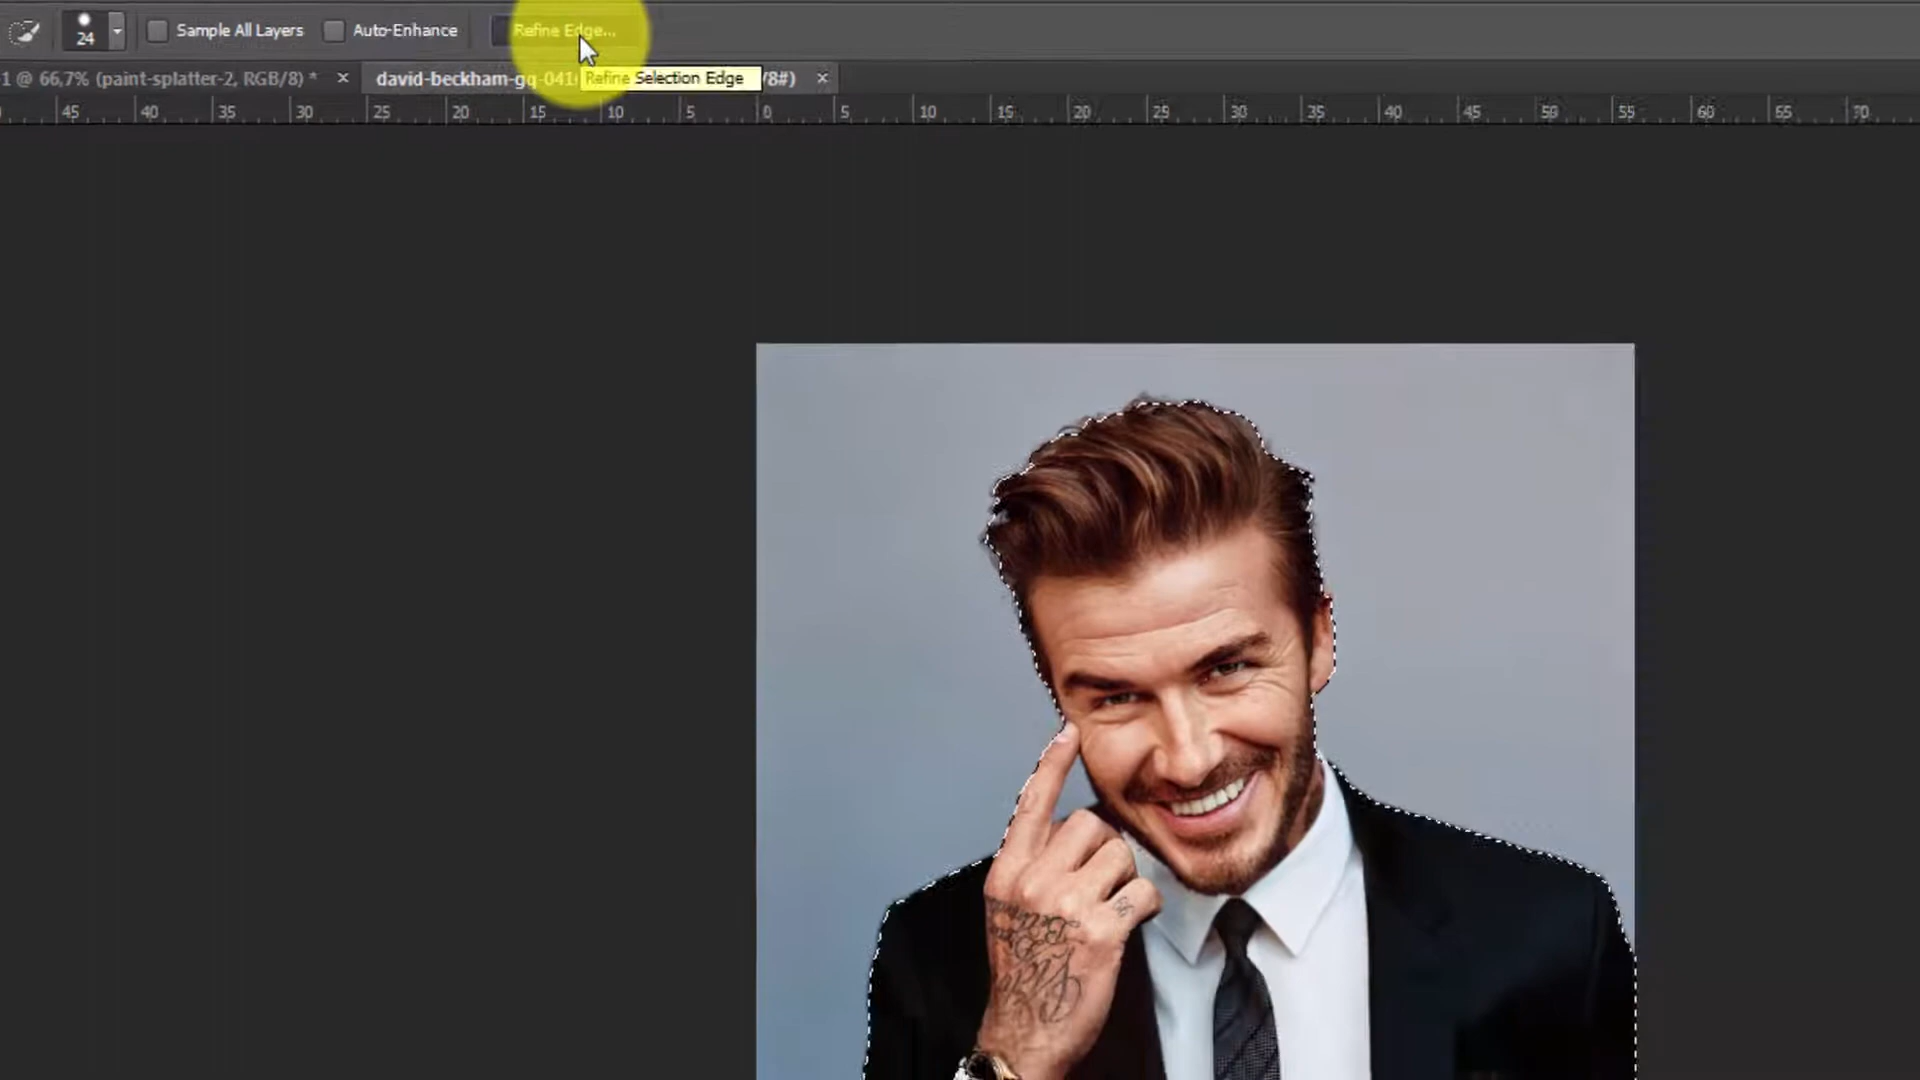 24 Sample All Layers Auto-Enhance Refine Edge...
1 @ 66,7% (paint-splatter-2, RGB/8) * × david-beckham-gq-041 Refine Selection Edge /8#) ×
45 40 35 30 25 20 15 10 5 0 5 10 15 20 25 30 35 40 45 50 55 60 65 70